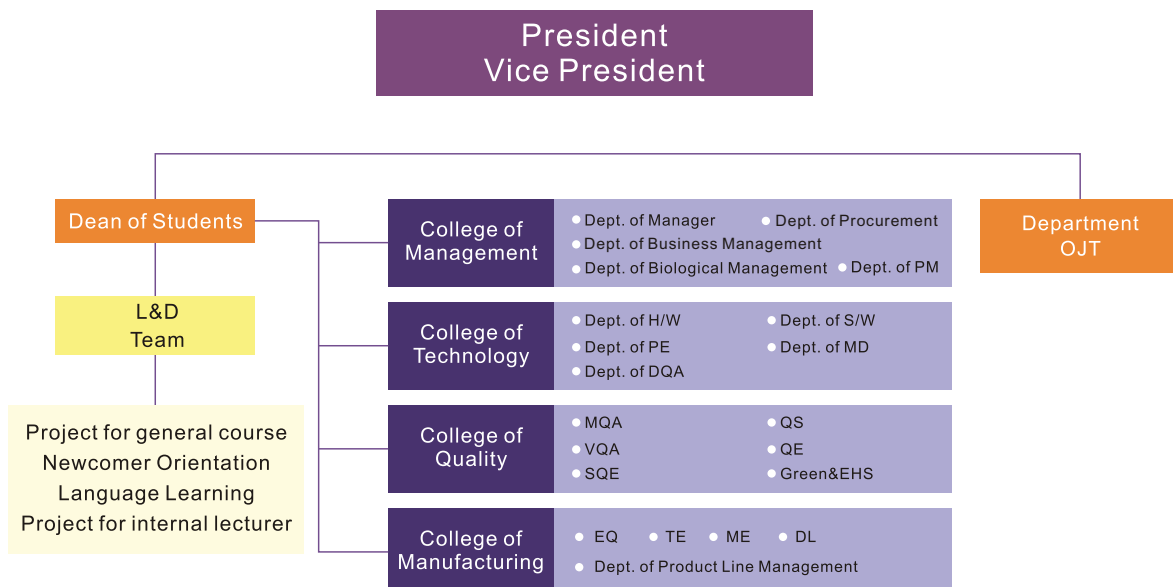 President
Vice President
Dean of Students
L&D
Team
Project for general course
Newcomer Orientation
Language Learning
Project for internal lecturer
College of
Management
Dept. of Manager
Dept. of Procurement
Dept. of Business Management
Dept. of Biological Management
Dept. of PM
College of
Technology
Dept. of H/W
Dept. of S/W
Dept. of PE
Dept. of MD
Dept. of DQA
College of
Quality
MQA
QS
VQA
QE
SQE
Green&EHS
College of
Manufacturing
EQ
TE
ME
DL
Dept. of Product Line Management
Department
OJT